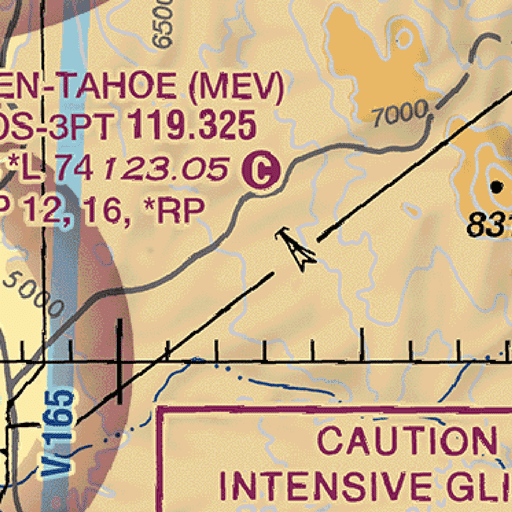 6500
EN-TAHOE (MEV)
OS-3PT 119.325
*L 74 123.05 C
P 12, 16, *RP
7000
831
5000
V 165
CAUTION
INTENSIVE GLI